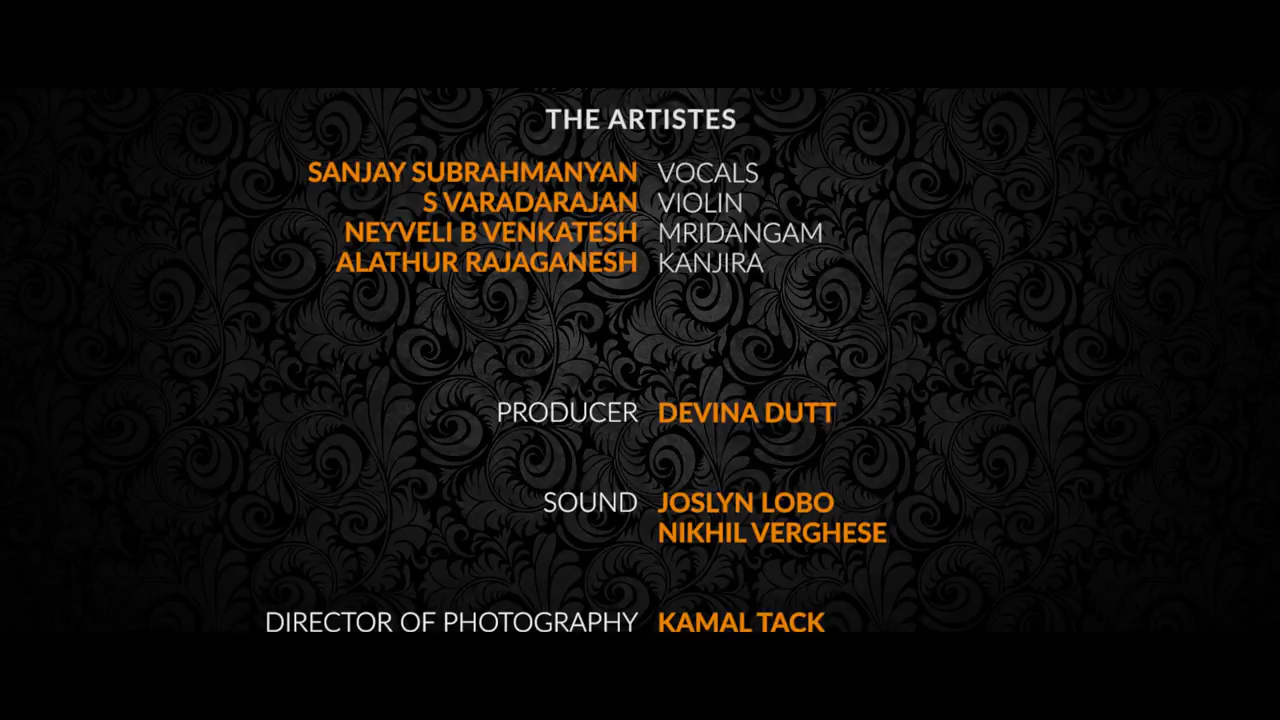 THE ARTISTES
SANJAY SUBRAHMANYAN VOCALS
S VARADARAJAN VIOLIN
NEYVELI B VENKATESH MRIDANGAM
ALATHUR RAJAGANESH KANJIRA
PRODUCER DEVINA DUTT
SOUND JOSLYN LOBO
NIKHIL VERGHESE
DIRECTOR OF PHOTOGRAPHY KAMAL TACK